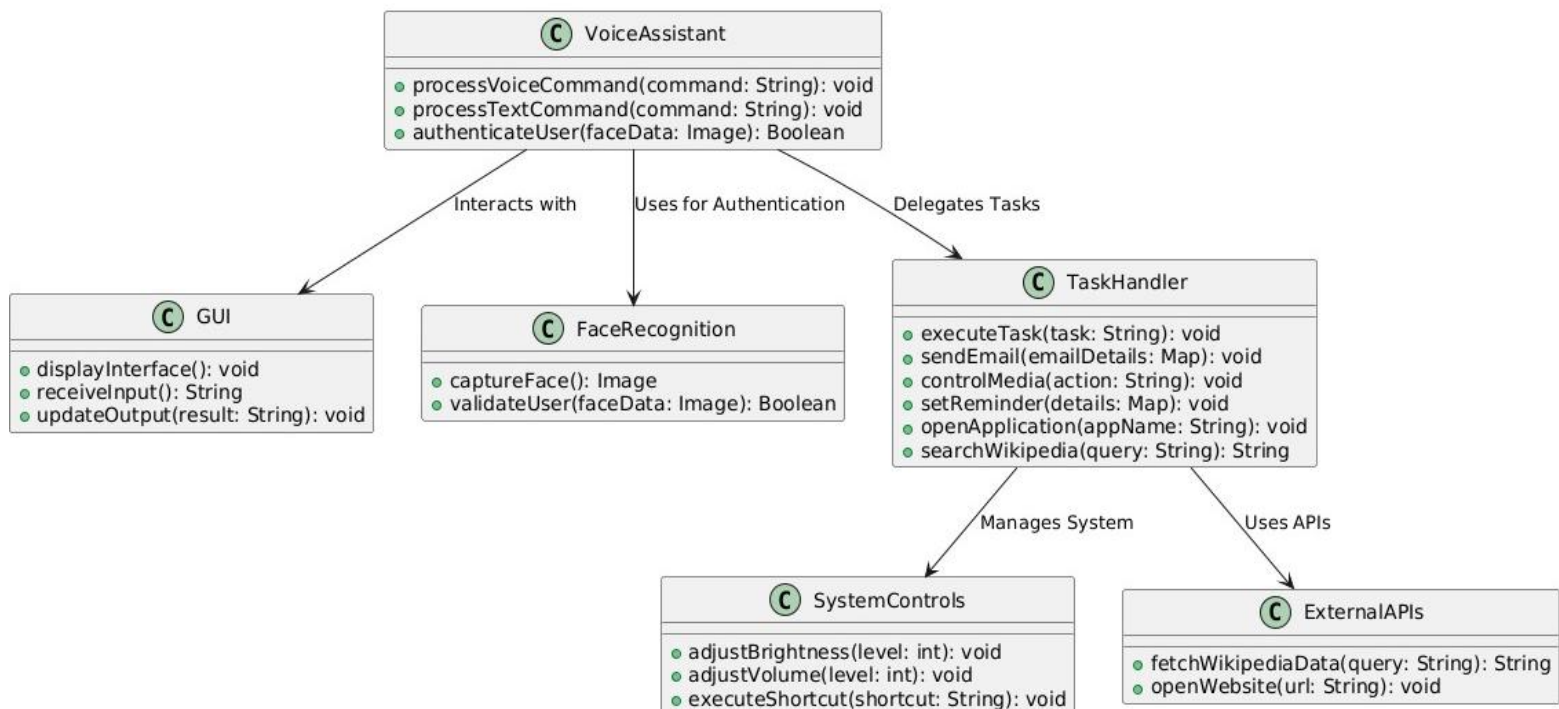 C VoiceAssistant
processVoiceCommand(command: String): void
processTextCommand(command: String): void
authenticateUser(faceData: Image): Boolean
Interacts with
Uses for Authentication
Delegates Tasks
C GUI
displayInterface(): void
receiveInput(): String
updateOutput(result: String): void
C FaceRecognition
captureFace(): Image
validateUser(faceData: Image): Boolean
C TaskHandler
executeTask(task: String): void
sendEmail(emailDetails: Map): void
controlMedia(action: String): void
setReminder(details: Map): void
openApplication(appName: String): void
searchWikipedia(query: String): String
Manages System
Uses APIs
C SystemControls
adjustBrightness(level: int): void
adjustVolume(level: int): void
executeShortcut(shortcut: String): void
C ExternalAPIs
fetchWikipediaData(query: String): String
openWebsite(url: String): void